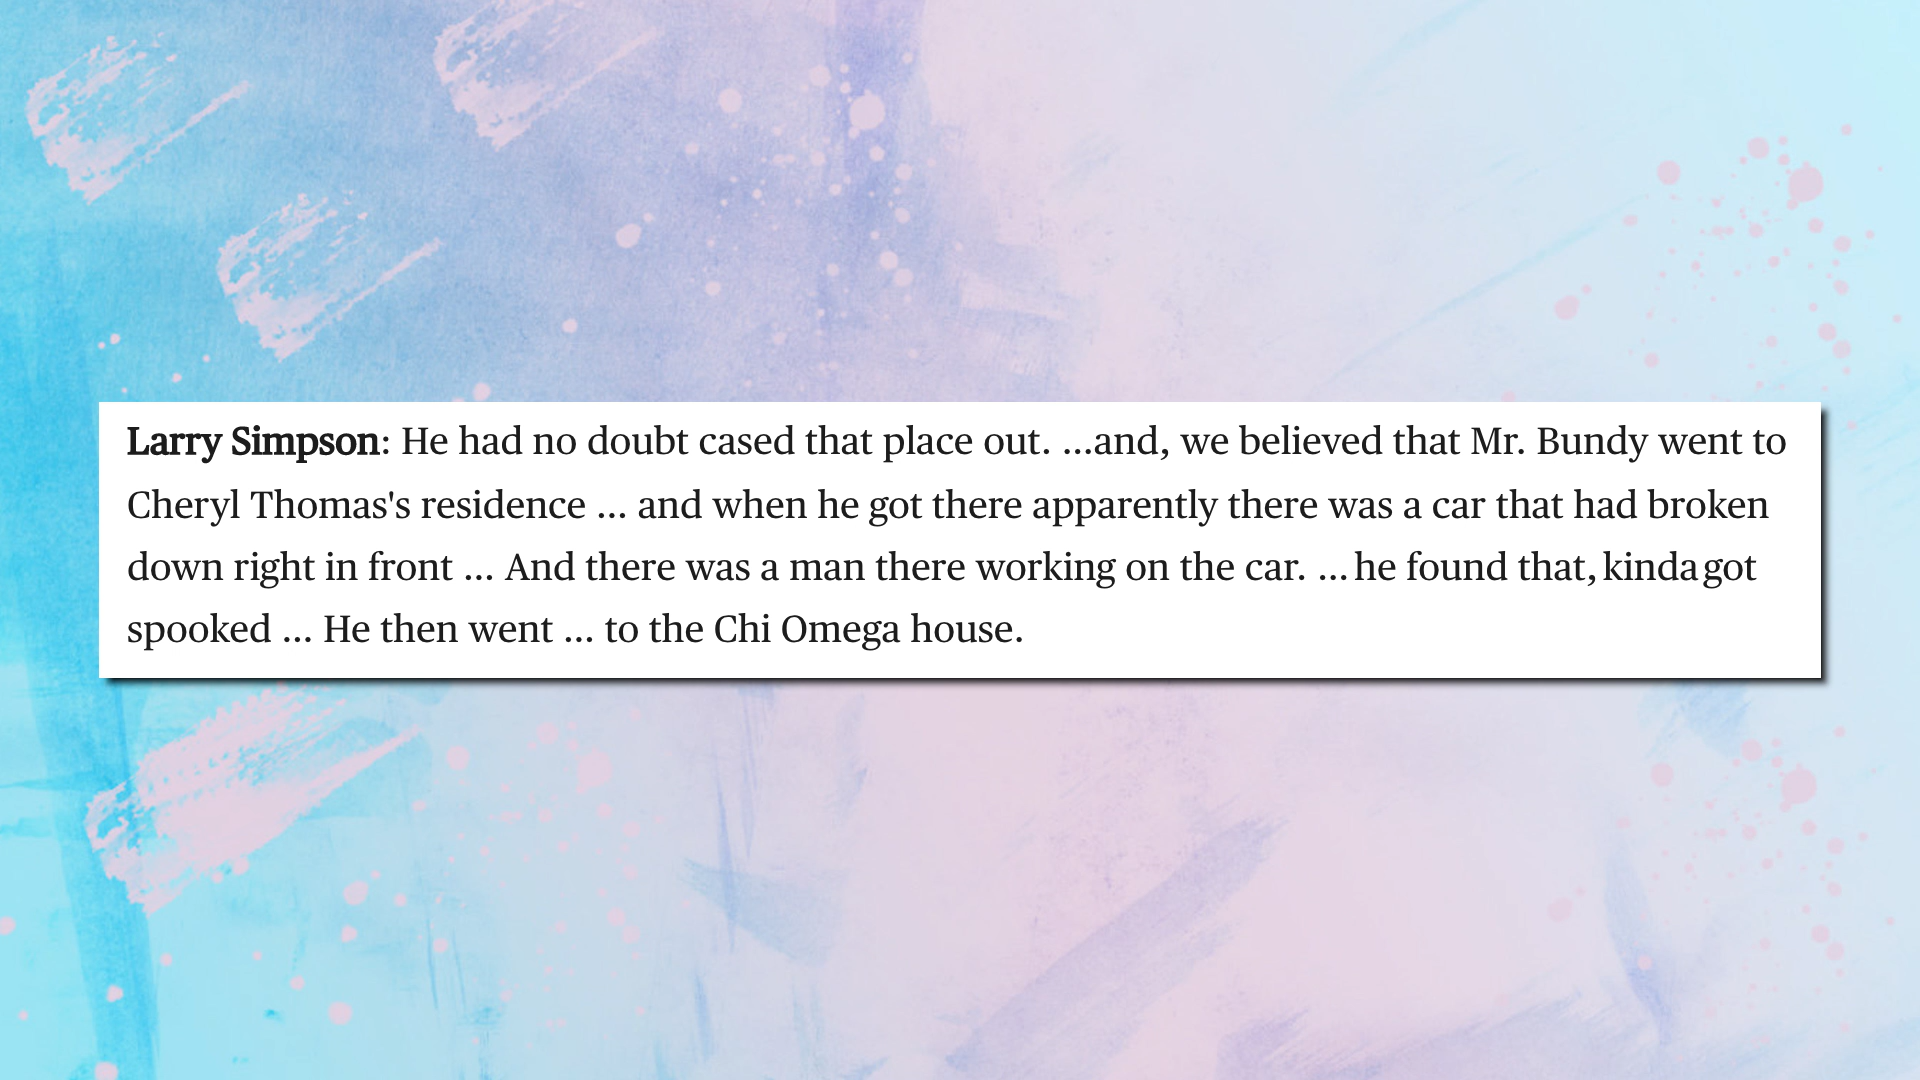 Larry Simpson: He had no doubt cased that place out. ...and, we believed that Mr. Bundy went to
Cheryl Thomas's residence ... and when he got there apparently there was a car that had broken
down right in front ... And there was a man there working on the car. ... he found that, kinda got
spooked ... He then went ... to the Chi Omega house.